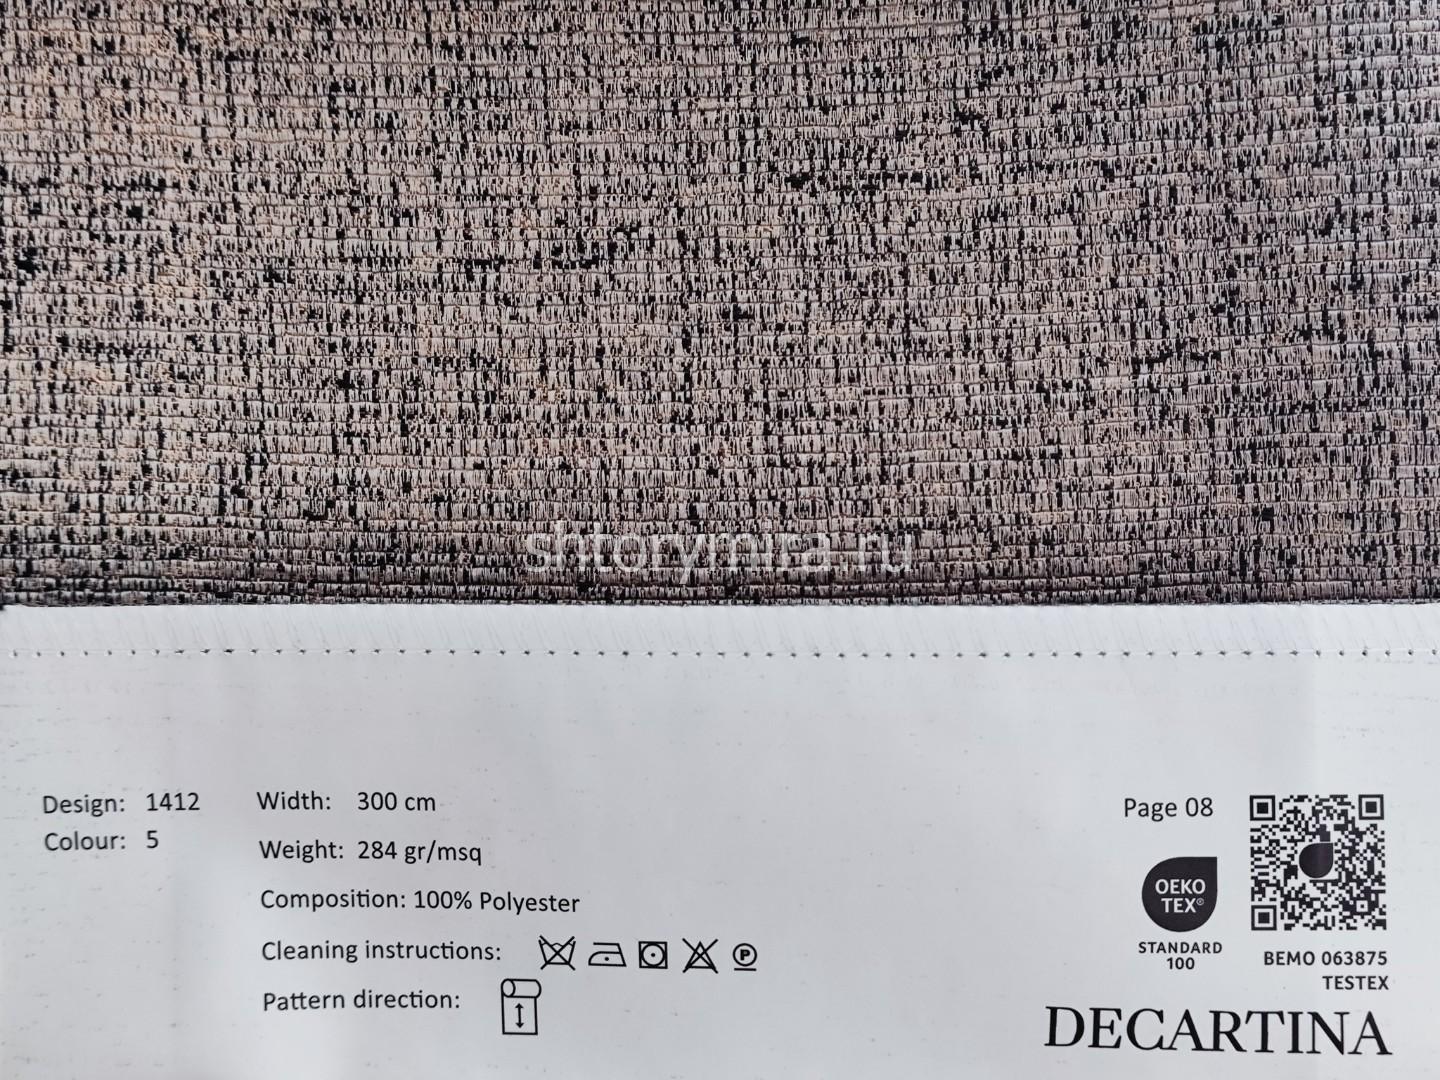 shtorymira.ru
Design: 1412
Colour: 5
Width: 300 cm
Weight: 284 gr/msq
Composition: 100% Polyester
Cleaning instructions: P
Pattern direction:
Page 08
OEKO
TEX®
STANDARD
100
BEMO 063875
TESTEX
DECARTINA